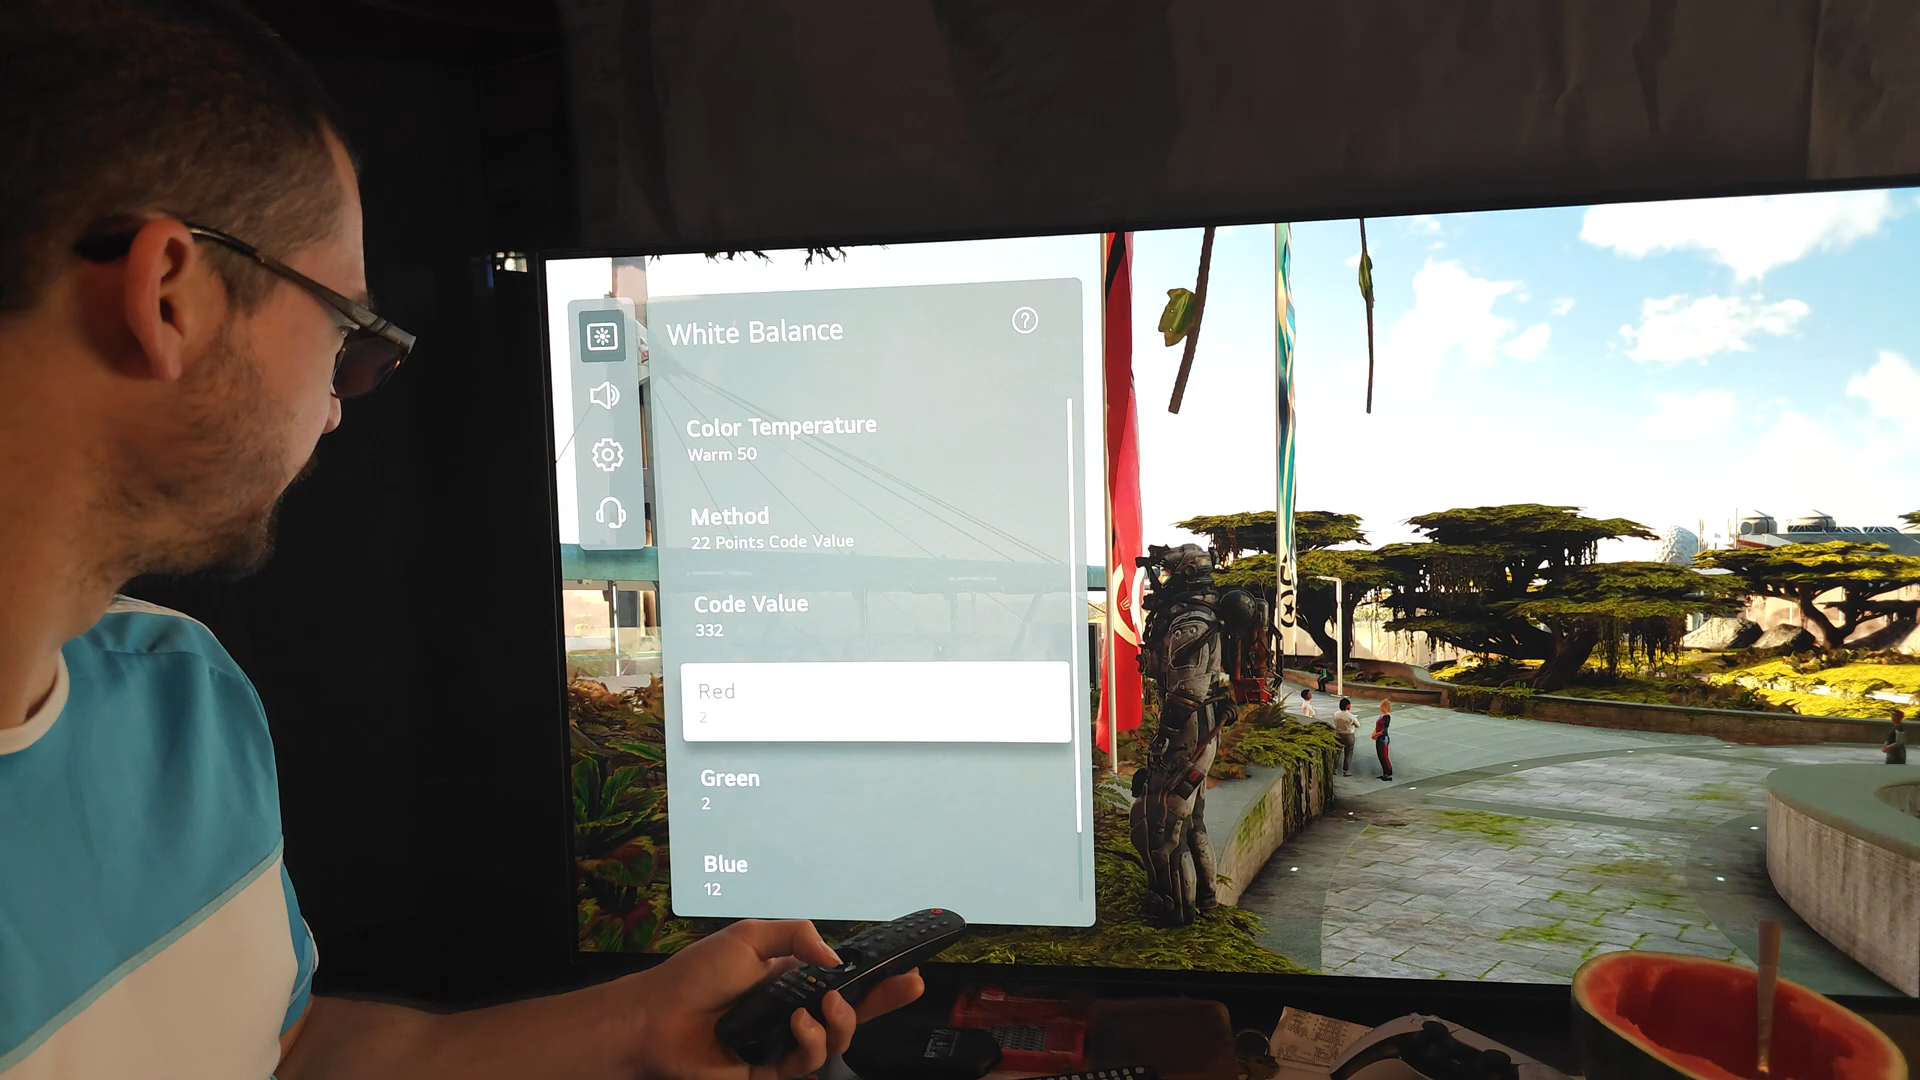 White Balance
?
Color Temperature
Warm 50
Method
22 Points Code Value
Code Value
332
Red
2
Green
2
Blue
12